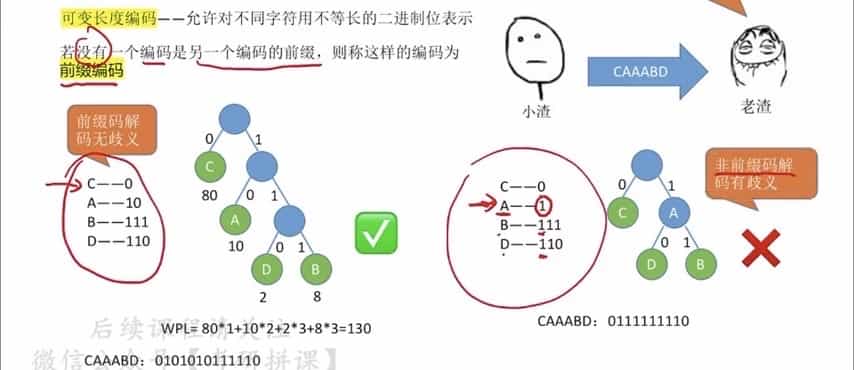 可变长度编码——允许对不同字符用不等长的二进制位表示
若没有一个编码是另一个编码的前缀，则称这样的编码为
前缀编码
CAAABD
小渣
老渣
前缀码解
码无歧义
C——0
A——10
B——111
D——110
0
1
C
80
0
1
A
10
0
1
D
B
2
8
WPL= 80*1+10*2+2*3+8*3=130
CAAABD：0101010111110
C——0
A——1
B——111
D——110
0
1
C
A
0
1
D
B
非前缀码解
码有歧义
CAAABD：0111111110
后续课程请关注
微信公众号【考研拼课】